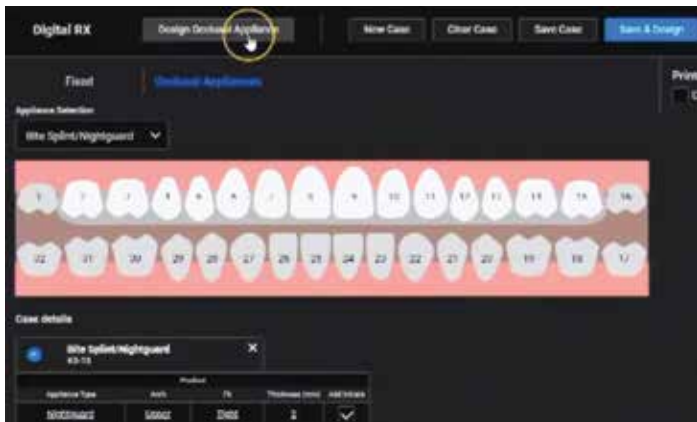 Digital RX
Design Occlusal Appliance
New Case
Clear Case
Save Case
Save & Design
Fixed
Occlusal Appliances
Print
Appliance Selection
Bite Splint/Nightguard
1 2 3 4 5 6 7 8 9 10 11 12 13 14 15 16
32 31 30 29 28 27 26 25 24 23 22 21 20 19 18 17
Case details
Bite Splint/Nightguard
Product
Appliance Type Arch Fit Thickness (mm)
Nightguard Upper Tight